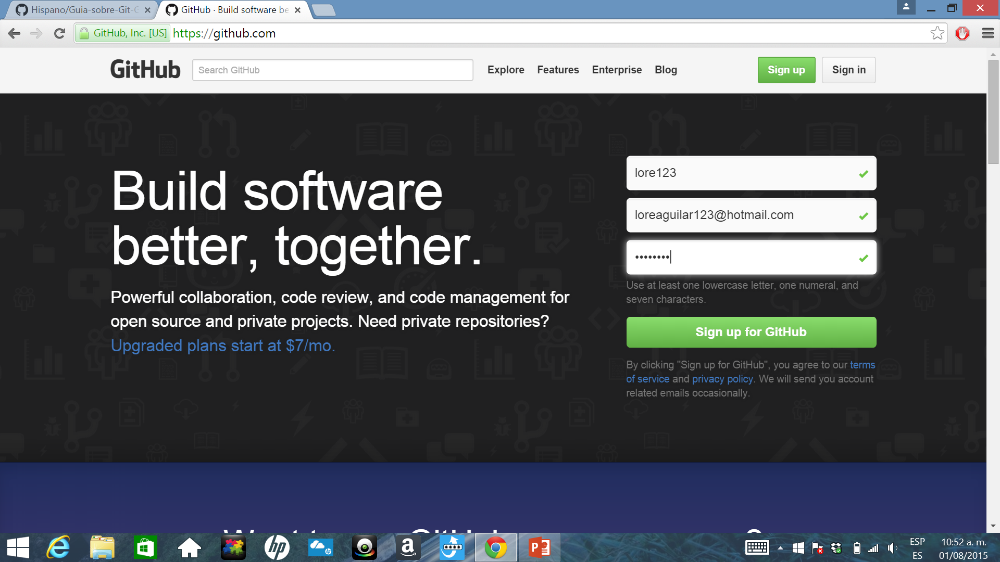 Hispano/Guia-sobre-Git-G
GitHub · Build software be
GitHub, Inc. [US]
https://github.com
GitHub
Search GitHub
Explore
Features
Enterprise
Blog
Sign up
Sign in
Build software
better, together.
Powerful collaboration, code review, and code management for
open source and private projects. Need private repositories?
Upgraded plans start at $7/mo.
lore123
loreaguilar123@hotmail.com
••••••••
Use at least one lowercase letter, one numeral, and
seven characters.
Sign up for GitHub
By clicking "Sign up for GitHub", you agree to our terms
of service and privacy policy. We will send you account
related emails occasionally.
hp
a
ESP
ES
10:52 a. m.
01/08/2015